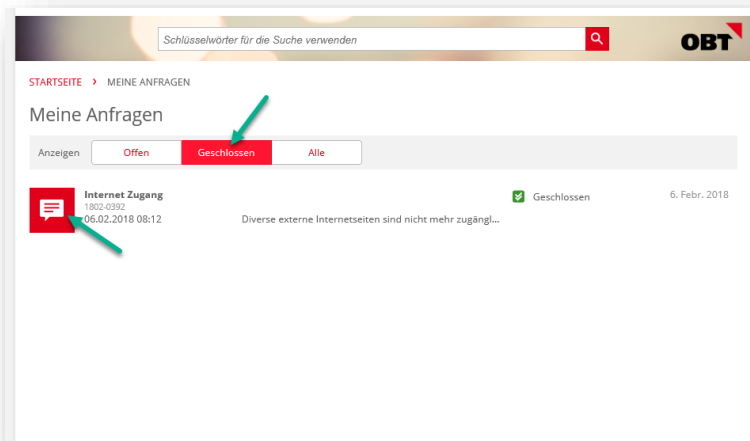 Schlüsselwörter für die Suche verwenden
OBT
STARTSEITE > MEINE ANFRAGEN
Meine Anfragen
Anzeigen Offen Geschlossen Alle
Internet Zugang Geschlossen 6. Febr. 2018
1802-0392
06.02.2018 08:12 Diverse externe Internetseiten sind nicht mehr zugängl...